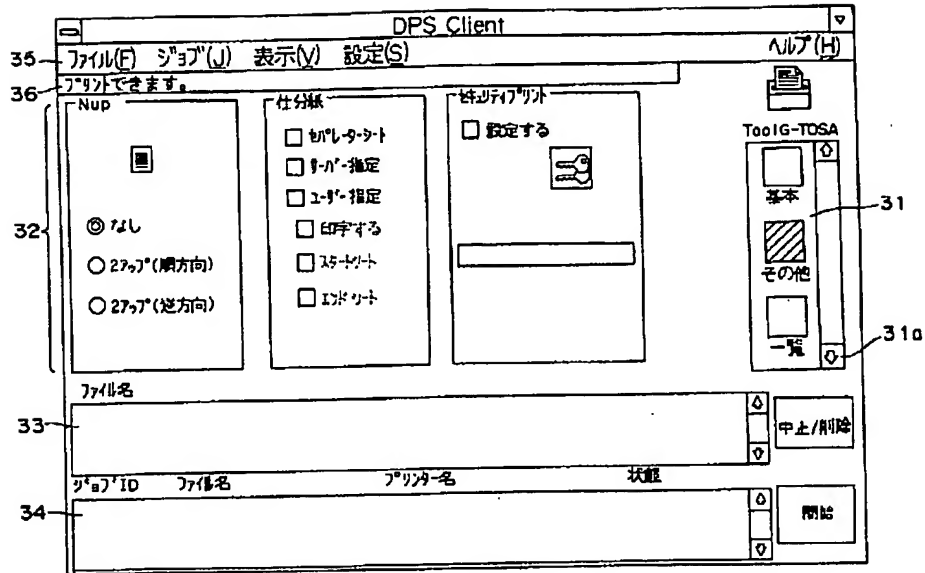 DPS Client
35 ファイル(F) ジョブ(J) 表示(V) 設定(S) ヘルプ(H)
36 プリントできます。
32
Nup
なし
2アップ(順方向)
2アップ(逆方向)
仕分紙
セパレーターシート
サーバー指定
ユーザー指定
印字する
スタートシート
エンドシート
セキュリティプリント
設定する
ToolG-TOSA
基本
その他
一覧
31
31a
ファイル名
33
中止/削除
ジョブID ファイル名 プリンター名 状態
34
開始